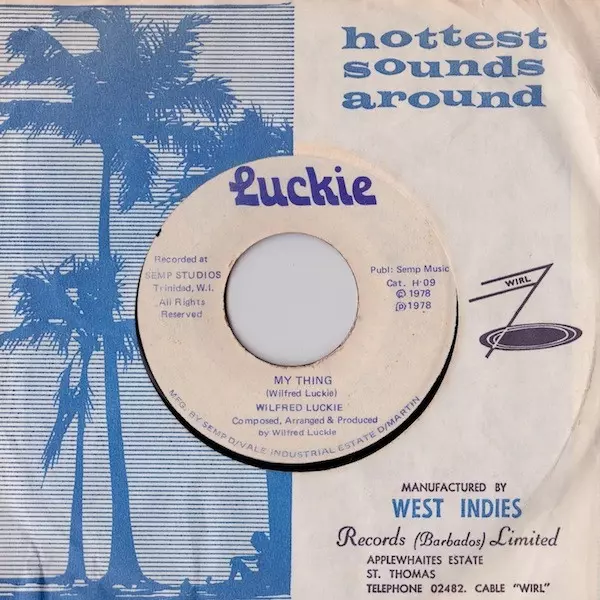 hottest
sounds
around
Luckie
Recorded at
SEMP STUDIOS
Trinidad, W.I.
All Rights
Reserved
Publ: Semp Music
Cat. H·09
© 1978
℗ 1978
WIRL
MY THING
(Wilfred Luckie)
WILFRED LUCKIE
Composed, Arranged & Produced
by Wilfred Luckie
MFG. BY SEMP D/VALE INDUSTRIAL ESTATE D/MARTIN
MANUFACTURED BY
WEST INDIES
Records (Barbados) Limited
APPLEWHAITES ESTATE
ST. THOMAS
TELEPHONE 02482. CABLE "WIRL"